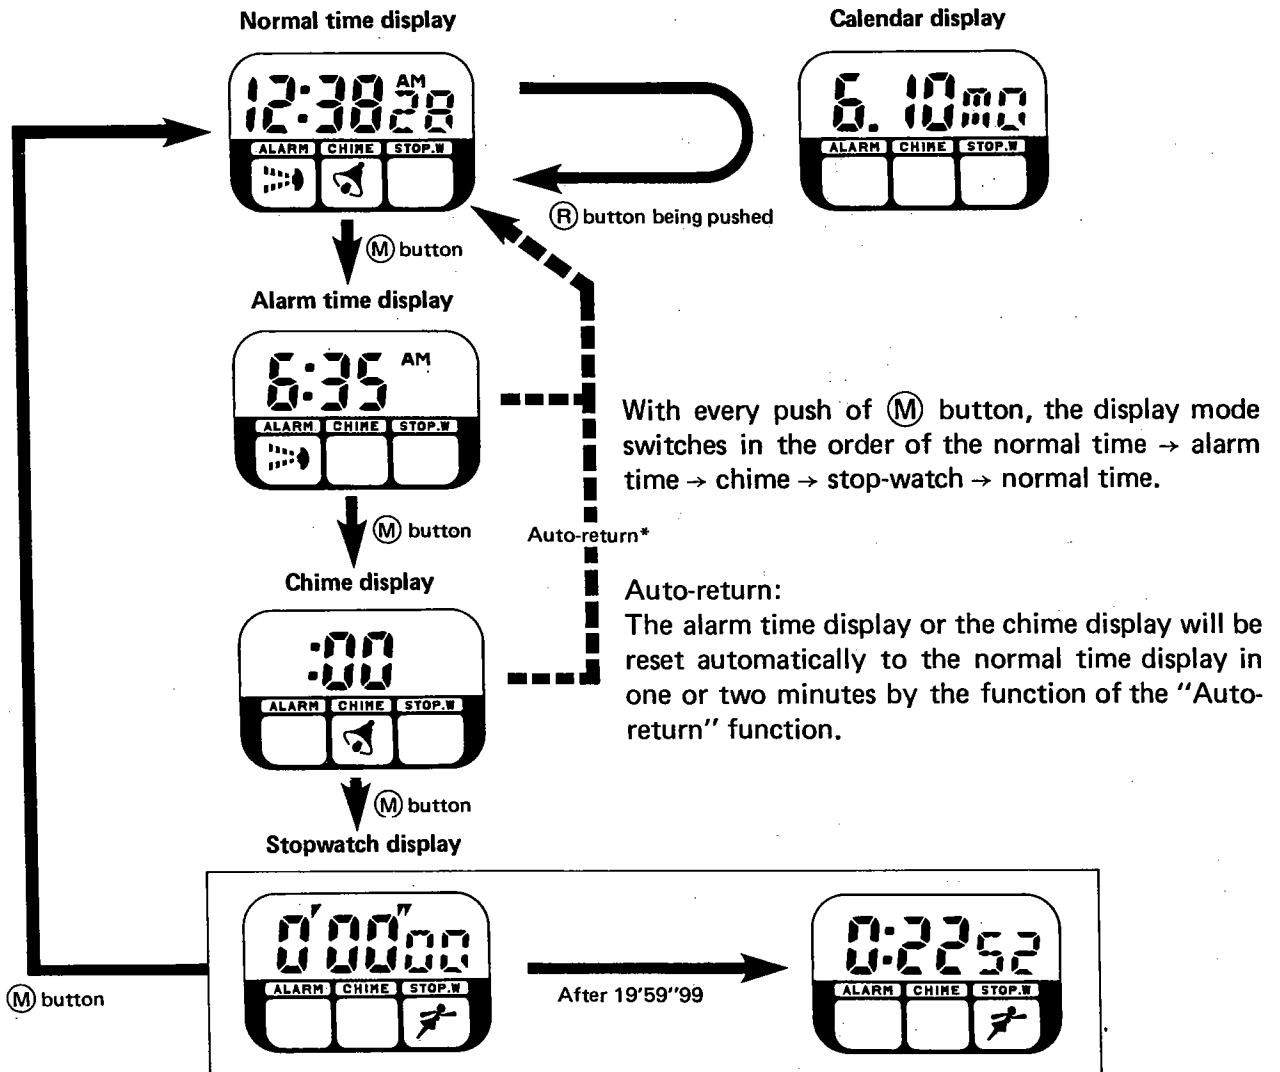 Normal time display
Calendar display
12:38 AM 28
ALARM CHIME STOP.W
6. 10 mo
ALARM CHIME STOP.W
Ⓡ button being pushed
Ⓜ button
Alarm time display
6:35 AM
ALARM CHIME STOP.W
With every push of Ⓜ button, the display mode
switches in the order of the normal time → alarm
time → chime → stop-watch → normal time.
Ⓜ button
Auto-return*
Chime display
:00
ALARM CHIME STOP.W
Auto-return:
The alarm time display or the chime display will be
reset automatically to the normal time display in
one or two minutes by the function of the “Auto-
return” function.
Ⓜ button
Stopwatch display
0'00"00
ALARM CHIME STOP.W
After 19'59"99
0:22 52
ALARM CHIME STOP.W
Ⓜ button